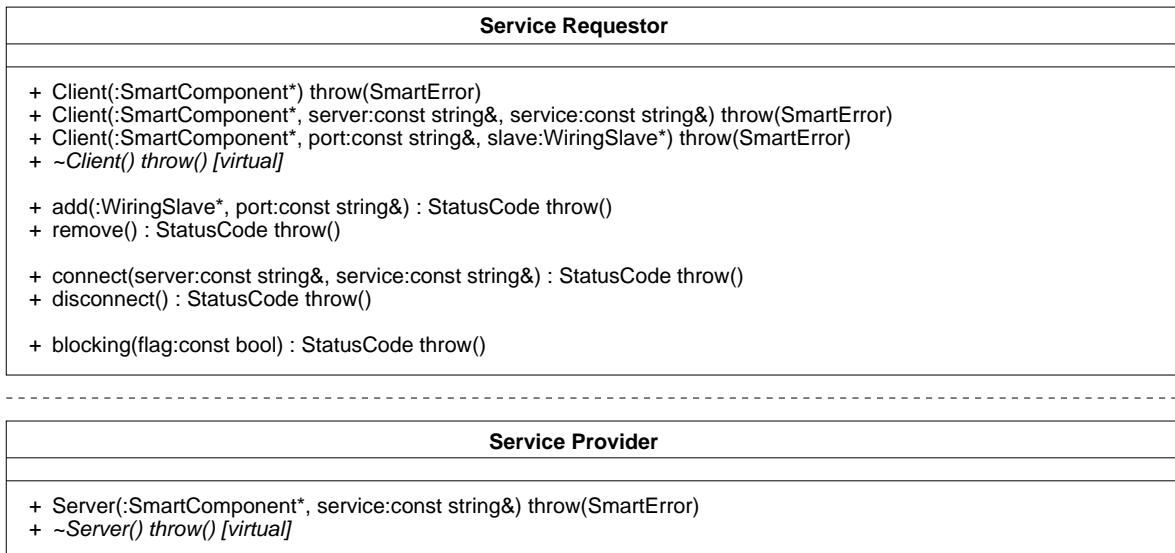 Service Requestor
+ Client(:SmartComponent*) throw(SmartError)
+ Client(:SmartComponent*, server:const string&, service:const string&) throw(SmartError)
+ Client(:SmartComponent*, port:const string&, slave:WiringSlave*) throw(SmartError)
+ ~Client() throw() [virtual]
+ add(:WiringSlave*, port:const string&) : StatusCode throw()
+ remove() : StatusCode throw()
+ connect(server:const string&, service:const string&) : StatusCode throw()
+ disconnect() : StatusCode throw()
+ blocking(flag:const bool) : StatusCode throw()
Service Provider
+ Server(:SmartComponent*, service:const string&) throw(SmartError)
+ ~Server() throw() [virtual]